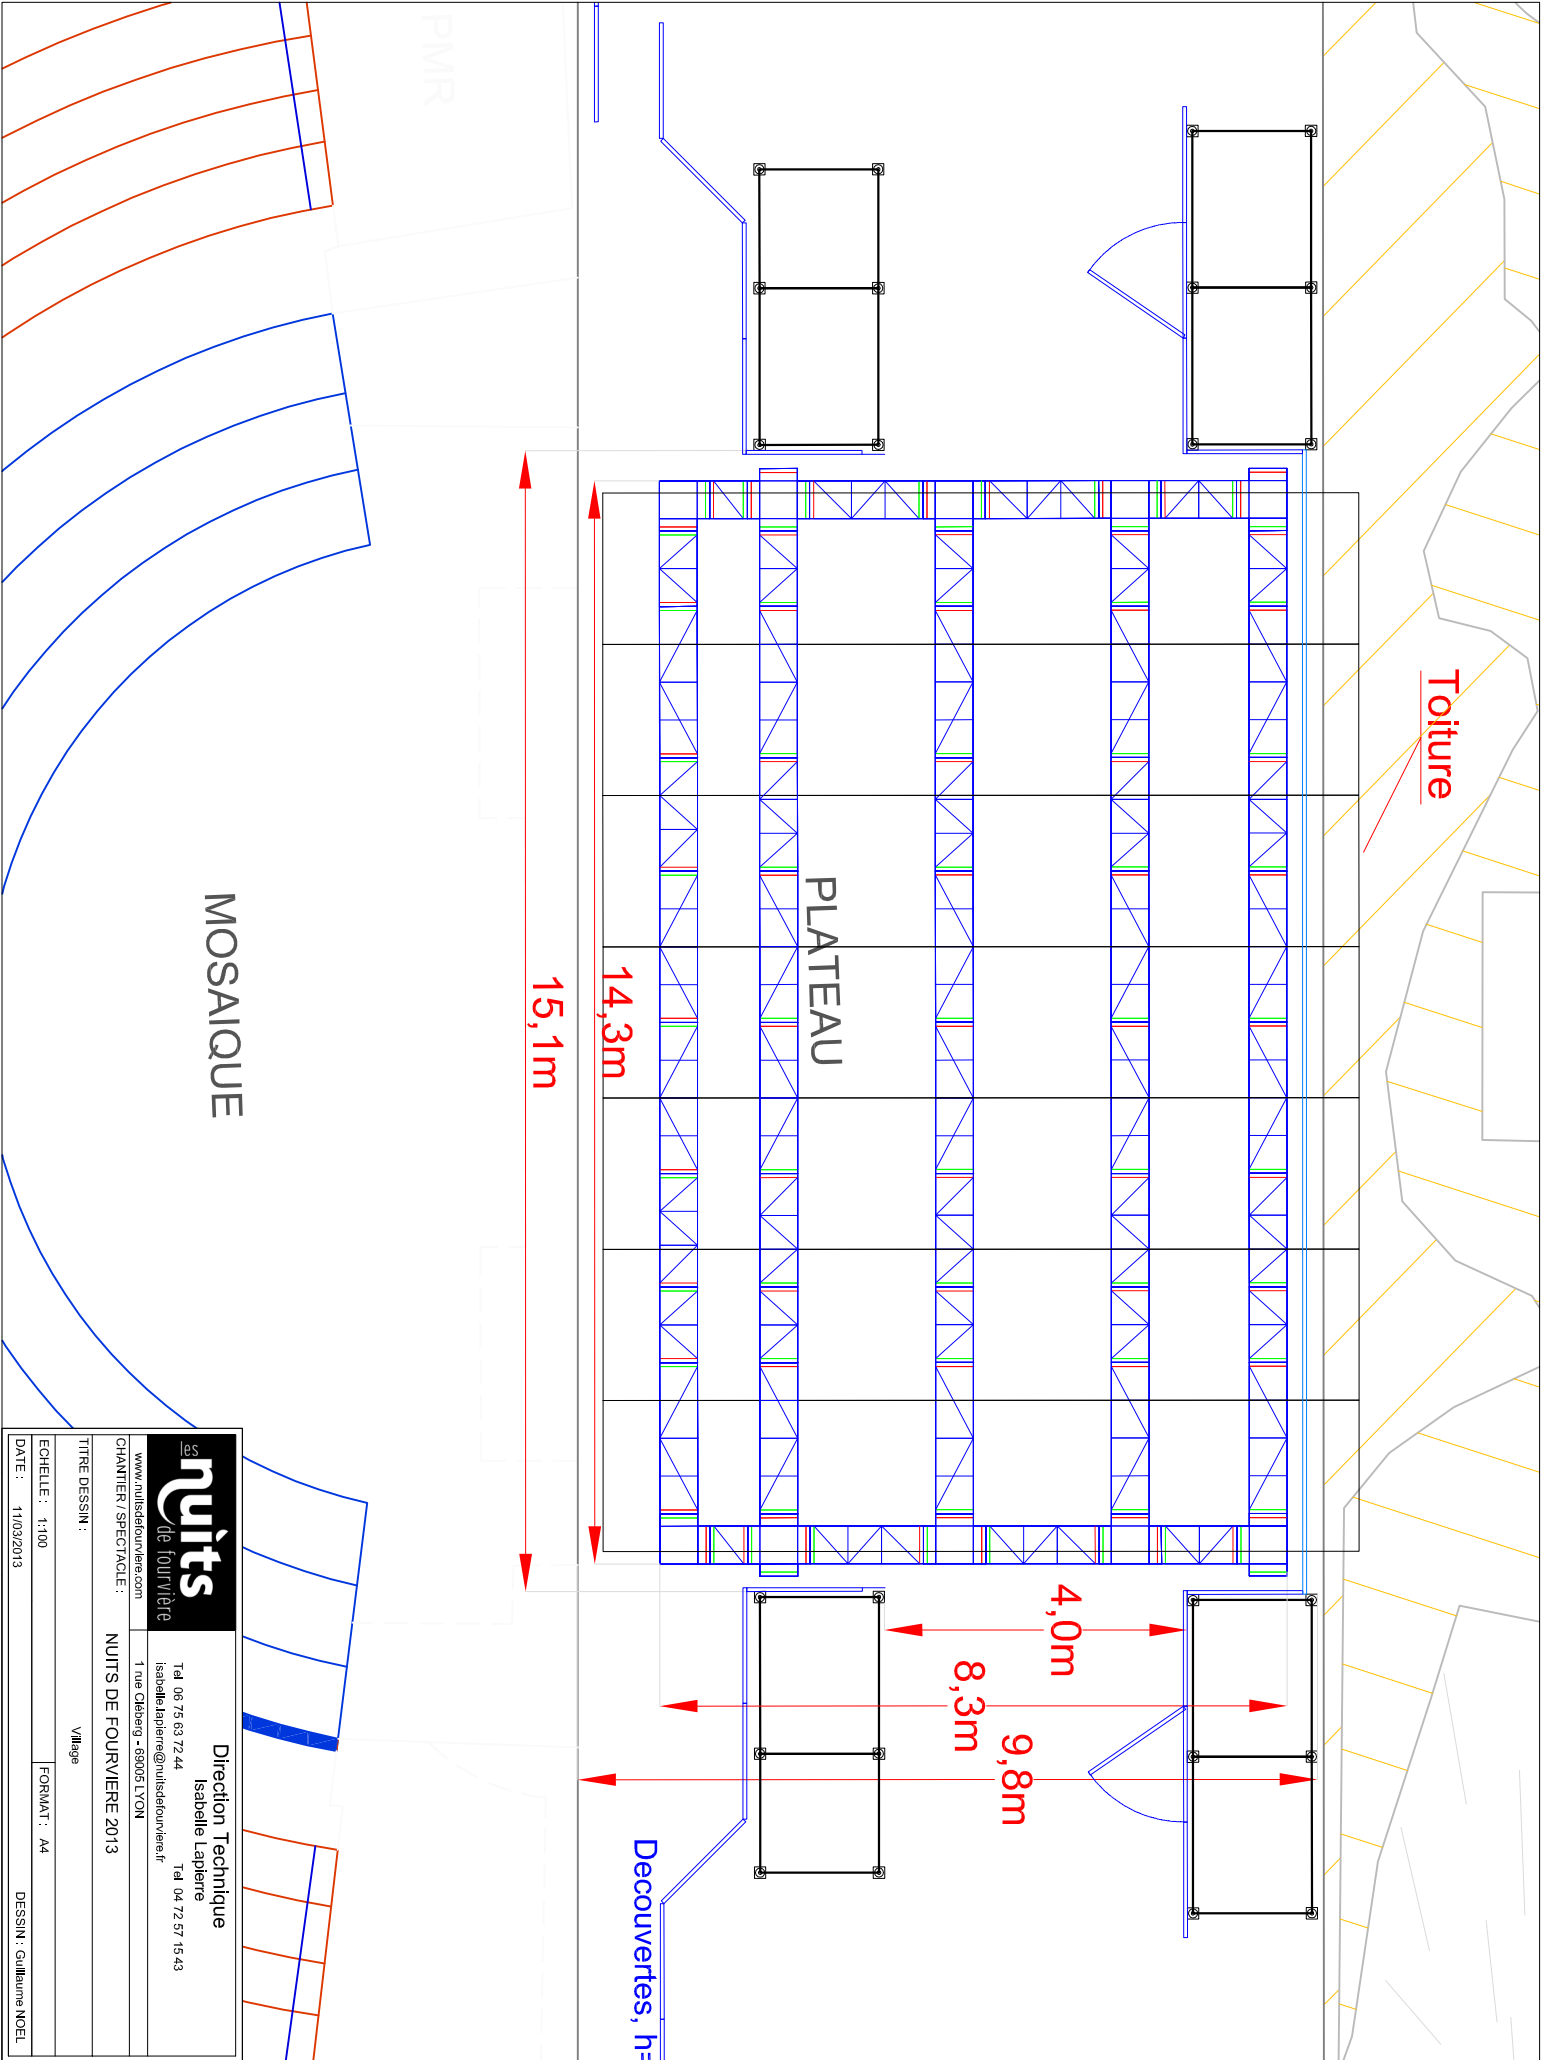 PMR
Toiture
PLATEAU
MOSAIQUE
14,3m
15,1m
4,0m
8,3m
9,8m
Decouvertes, h=
les
nuits
de fourvière
Direction Technique
Isabelle Lapierre
Tel 06 75 63 72 44 Tel 04 72 57 15 43
isabelle.lapierre@nuitsdefourviere.fr
www.nuitsdefourviere.com 1 rue Cléberg - 69005 LYON
CHANTIER / SPECTACLE : NUITS DE FOURVIERE 2013
TITRE DESSIN : Village
ECHELLE : 1:100 FORMAT : A4
DATE : 11/03/2013 DESSIN : Guillaume NOEL